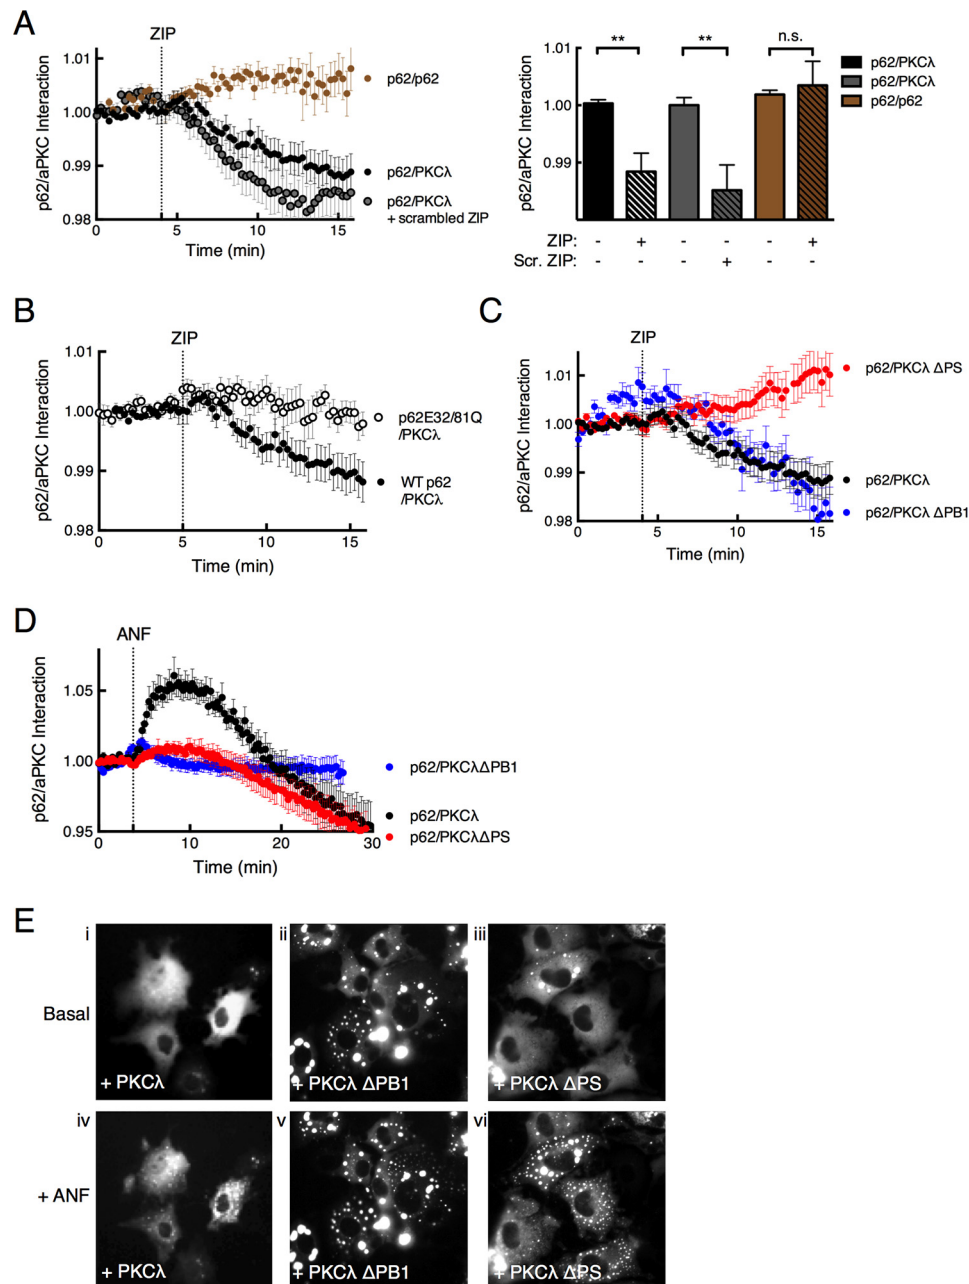 A
ZIP
p62/aPKC Interaction
1.01
1.00
0.99
0.98
0
5
10
15
Time (min)
p62/p62
p62/PKCλ
p62/PKCλ
+ scrambled ZIP
p62/aPKC Interaction
1.01
1.00
0.99
**
**
n.s.
p62/PKCλ
p62/PKCλ
p62/p62
ZIP: - + - - - +
Scr. ZIP: - - - + - -
B
ZIP
p62/aPKC Interaction
1.01
1.00
0.99
0.98
0
5
10
15
Time (min)
p62E32/81Q
/PKCλ
WT p62
/PKCλ
C
ZIP
p62/aPKC Interaction
1.01
1.00
0.99
0.98
0
5
10
15
Time (min)
p62/PKCλ ΔPS
p62/PKCλ
p62/PKCλ ΔPB1
D
ANF
p62/aPKC Interaction
1.05
1.00
0.95
0
10
20
30
Time (min)
p62/PKCλΔPB1
p62/PKCλ
p62/PKCλΔPS
E
Basal
i
+ PKCλ
ii
+ PKCλ ΔPB1
iii
+ PKCλ ΔPS
+ ANF
iv
+ PKCλ
v
+ PKCλ ΔPB1
vi
+ PKCλ ΔPS